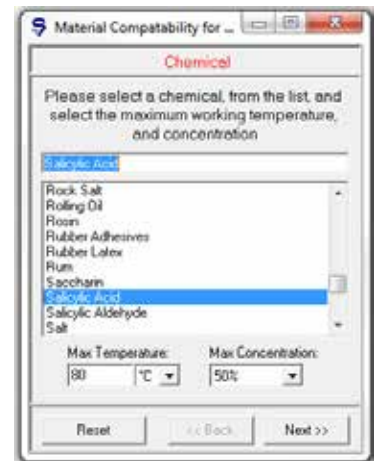 Material Compatability for ...
Chemical
Please select a chemical, from the list, and
select the maximum working temperature,
and concentration
Salicylic Acid
Rock Salt
Rolling Oil
Rosin
Rubber Adhesives
Rubber Latex
Rum
Saccharin
Salicylic Acid
Salicylic Aldehyde
Salt
Max Temperature: Max Concentration:
80 °C 50%
Reset << Back Next >>